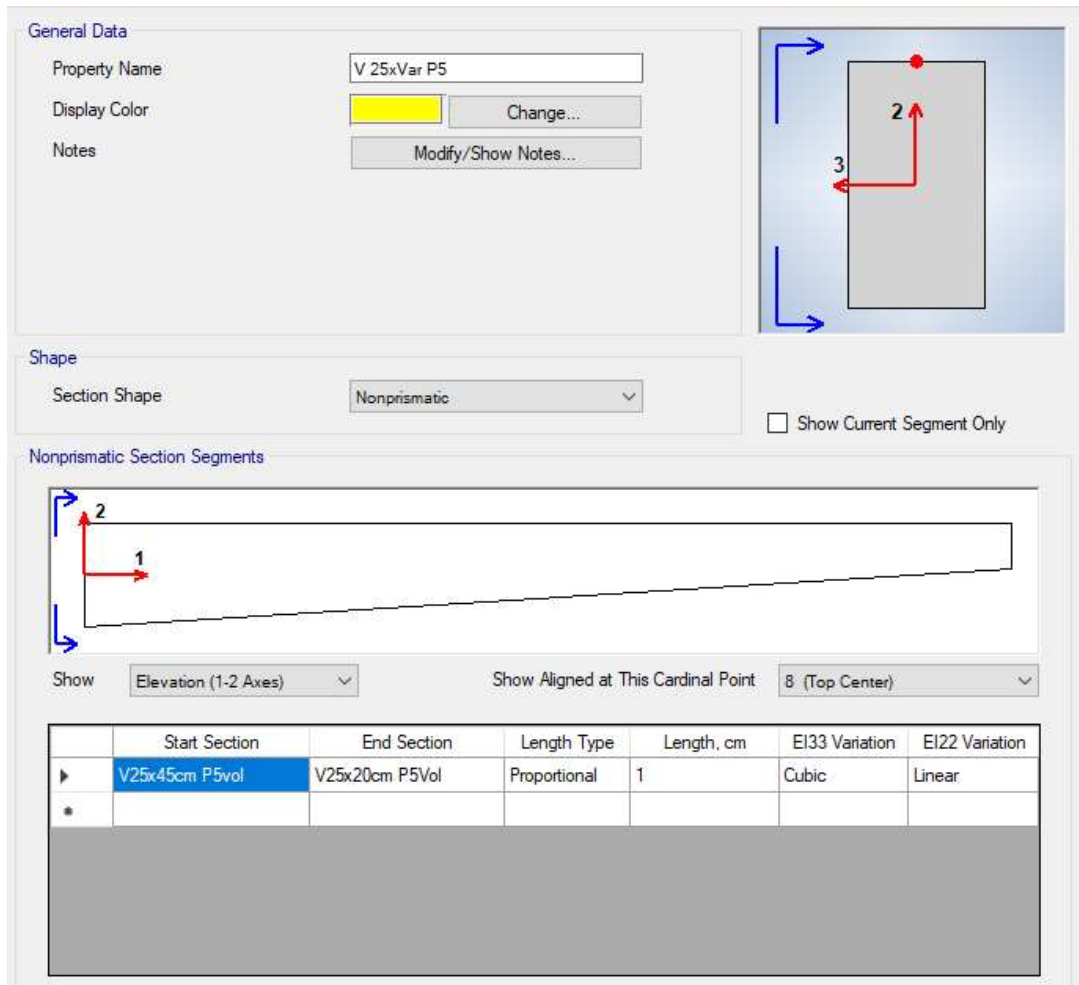 General Data
Property Name V 25xVar P5
Display Color Change...
Notes Modify/Show Notes...
2
3
Shape
Section Shape Nonprismatic
Show Current Segment Only
Nonprismatic Section Segments
2
1
Show Elevation (1-2 Axes) Show Aligned at This Cardinal Point 8 (Top Center)
Start Section End Section Length Type Length, cm EI33 Variation EI22 Variation
V25x45cm P5vol V25x20cm P5Vol Proportional 1 Cubic Linear